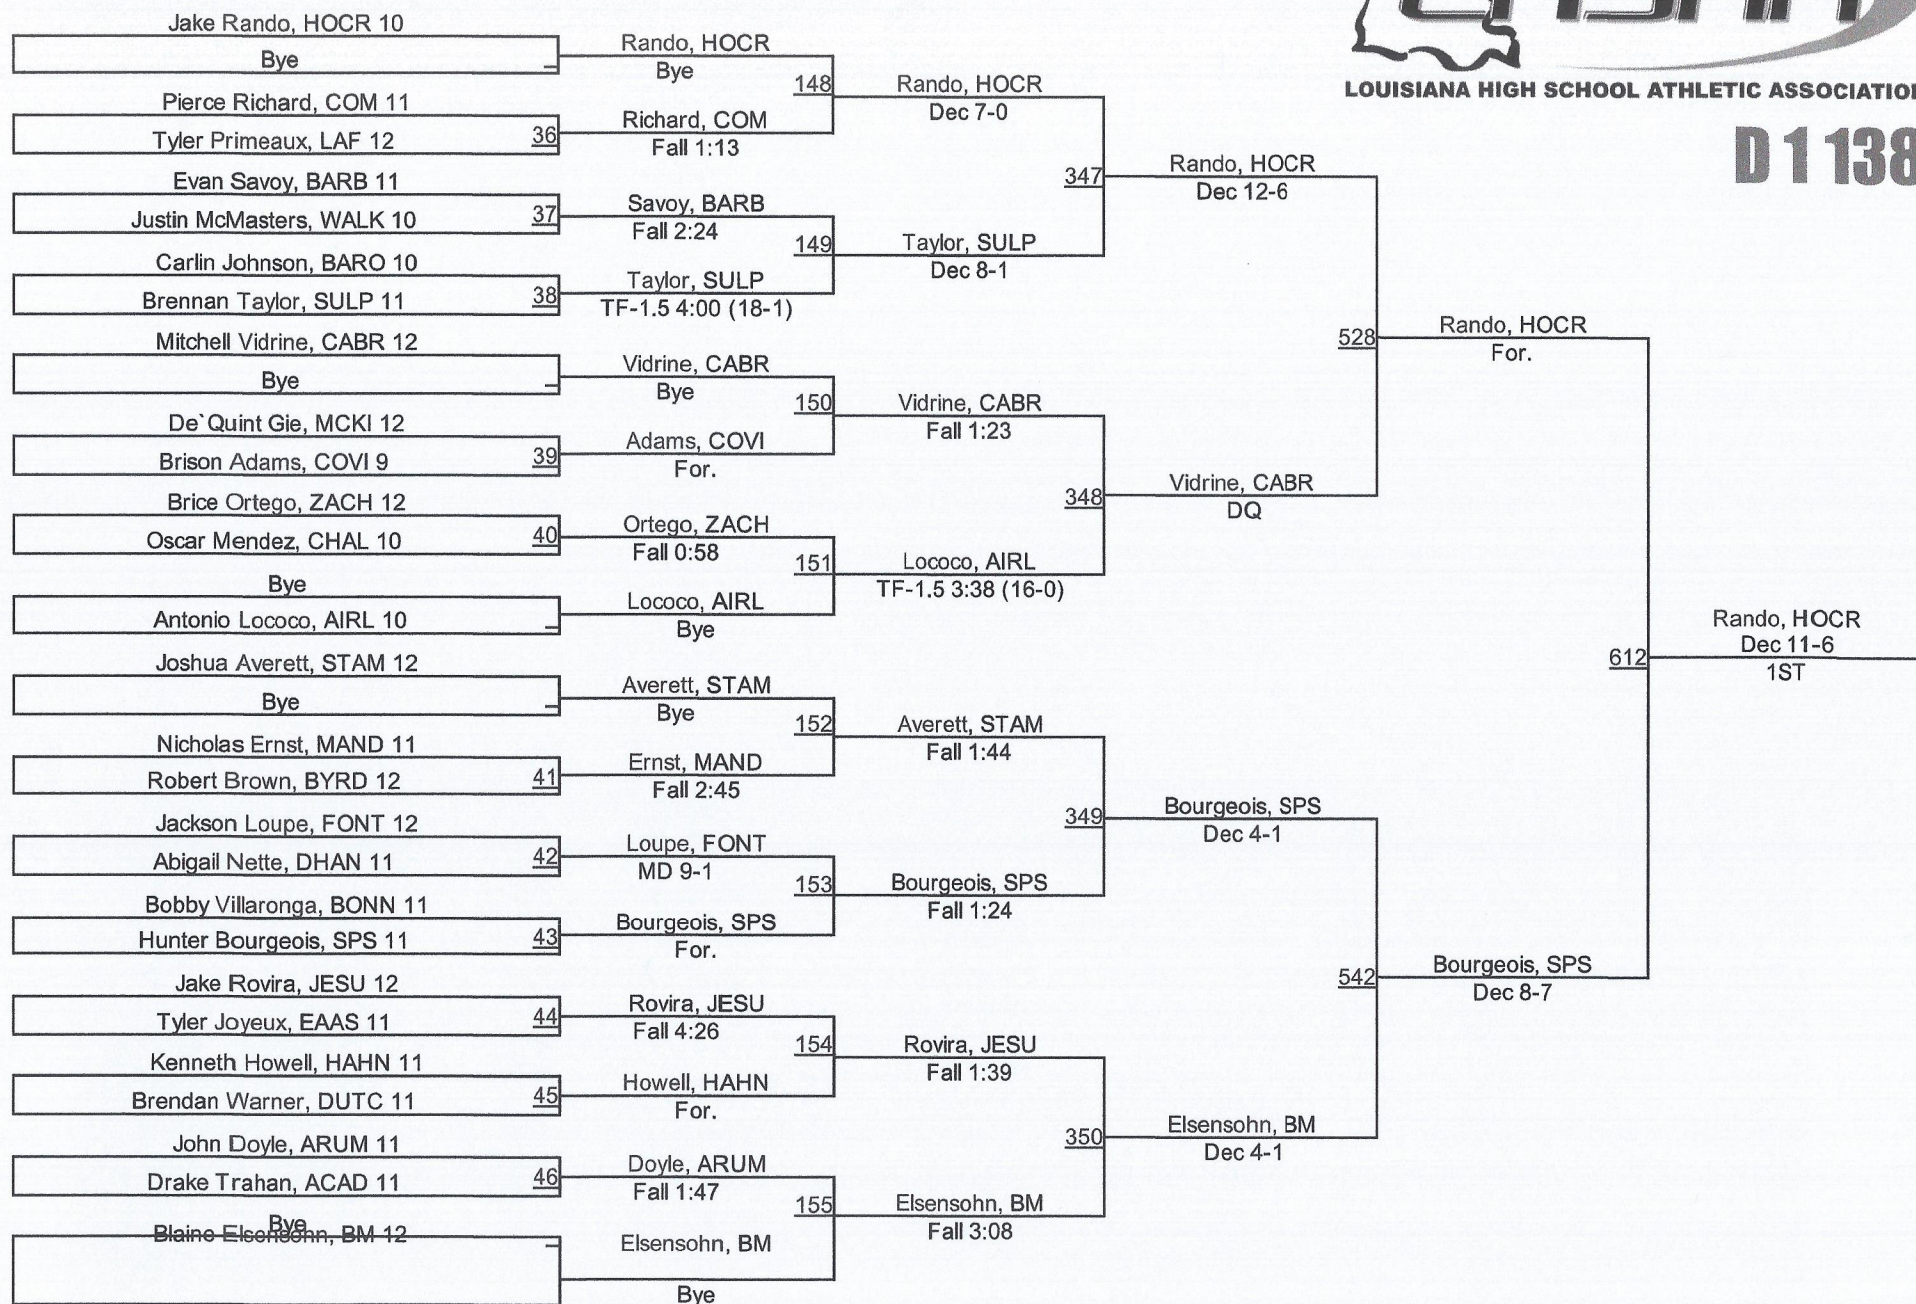 LHSAA
LOUISIANA HIGH SCHOOL ATHLETIC ASSOCIATION
D 1 138
Jake Rando, HOCR 10
Bye
Pierce Richard, COM 11
Tyler Primeaux, LAF 12
36
Evan Savoy, BARB 11
Justin McMasters, WALK 10
37
Carlin Johnson, BARO 10
Brennan Taylor, SULP 11
38
Mitchell Vidrine, CABR 12
Bye
De`Quint Gie, MCKI 12
Brison Adams, COVI 9
39
Brice Ortego, ZACH 12
Oscar Mendez, CHAL 10
40
Bye
Antonio Lococo, AIRL 10
Joshua Averett, STAM 12
Bye
Nicholas Ernst, MAND 11
Robert Brown, BYRD 12
41
Jackson Loupe, FONT 12
Abigail Nette, DHAN 11
42
Bobby Villaronga, BONN 11
Hunter Bourgeois, SPS 11
43
Jake Rovira, JESU 12
Tyler Joyeux, EAAS 11
44
Kenneth Howell, HAHN 11
Brendan Warner, DUTC 11
45
John Doyle, ARUM 11
Drake Trahan, ACAD 11
46
Bye
Blaine Elsensohn, BM 12
Rando, HOCR
Bye
148
Richard, COM
Fall 1:13
Savoy, BARB
Fall 2:24
149
Taylor, SULP
TF-1.5 4:00 (18-1)
Vidrine, CABR
Bye
150
Adams, COVI
For.
Ortego, ZACH
Fall 0:58
151
Lococo, AIRL
Bye
Averett, STAM
Bye
152
Ernst, MAND
Fall 2:45
Loupe, FONT
MD 9-1
153
Bourgeois, SPS
For.
Rovira, JESU
Fall 4:26
154
Howell, HAHN
For.
Doyle, ARUM
Fall 1:47
155
Elsensohn, BM
Bye
Rando, HOCR
Dec 7-0
347
Taylor, SULP
Dec 8-1
Vidrine, CABR
Fall 1:23
348
Lococo, AIRL
TF-1.5 3:38 (16-0)
Averett, STAM
Fall 1:44
349
Bourgeois, SPS
Fall 1:24
Rovira, JESU
Fall 1:39
350
Elsensohn, BM
Fall 3:08
Rando, HOCR
Dec 12-6
528
Vidrine, CABR
DQ
Bourgeois, SPS
Dec 4-1
542
Elsensohn, BM
Dec 4-1
Rando, HOCR
For.
612
Bourgeois, SPS
Dec 8-7
Rando, HOCR
Dec 11-6
1ST